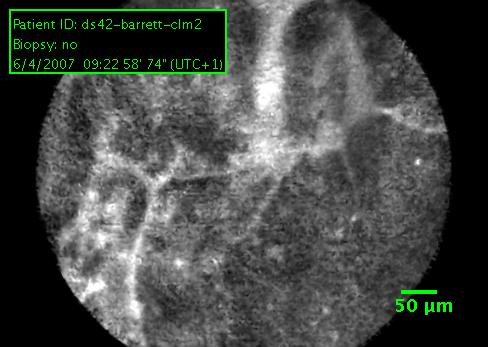 Patient ID: ds42-barrett-clm2
Biopsy: no
6/4/2007 09:22 58' 74" (UTC+1)
50 µm